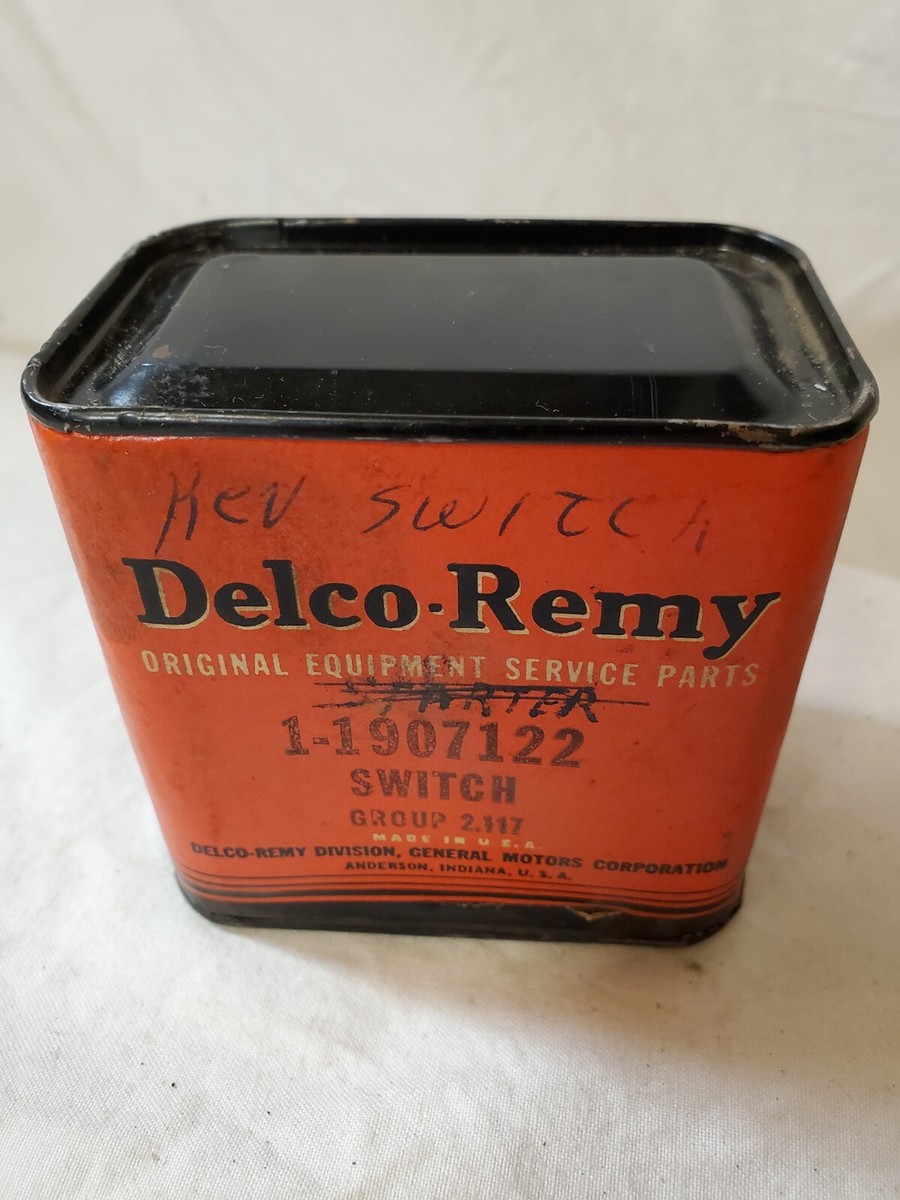 Key SWITCH
Delco-Remy
ORIGINAL EQUIPMENT SERVICE PARTS
STARTER
1-1907122
SWITCH
GROUP 2.117
MADE IN U.S.A.
DELCO-REMY DIVISION, GENERAL MOTORS CORPORATION
ANDERSON, INDIANA, U.S.A.